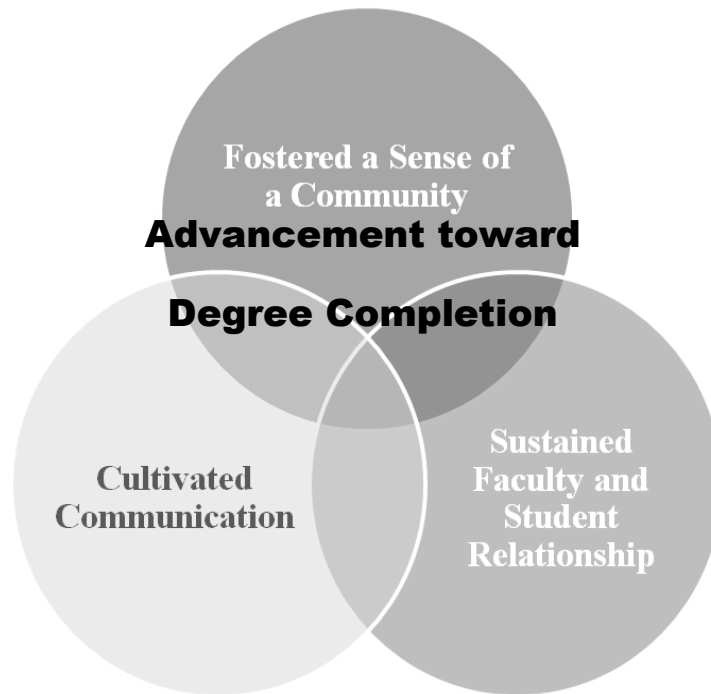 Fostered a Sense of
a Community
Advancement toward
Degree Completion
Cultivated
Communication
Sustained
Faculty and
Student
Relationship